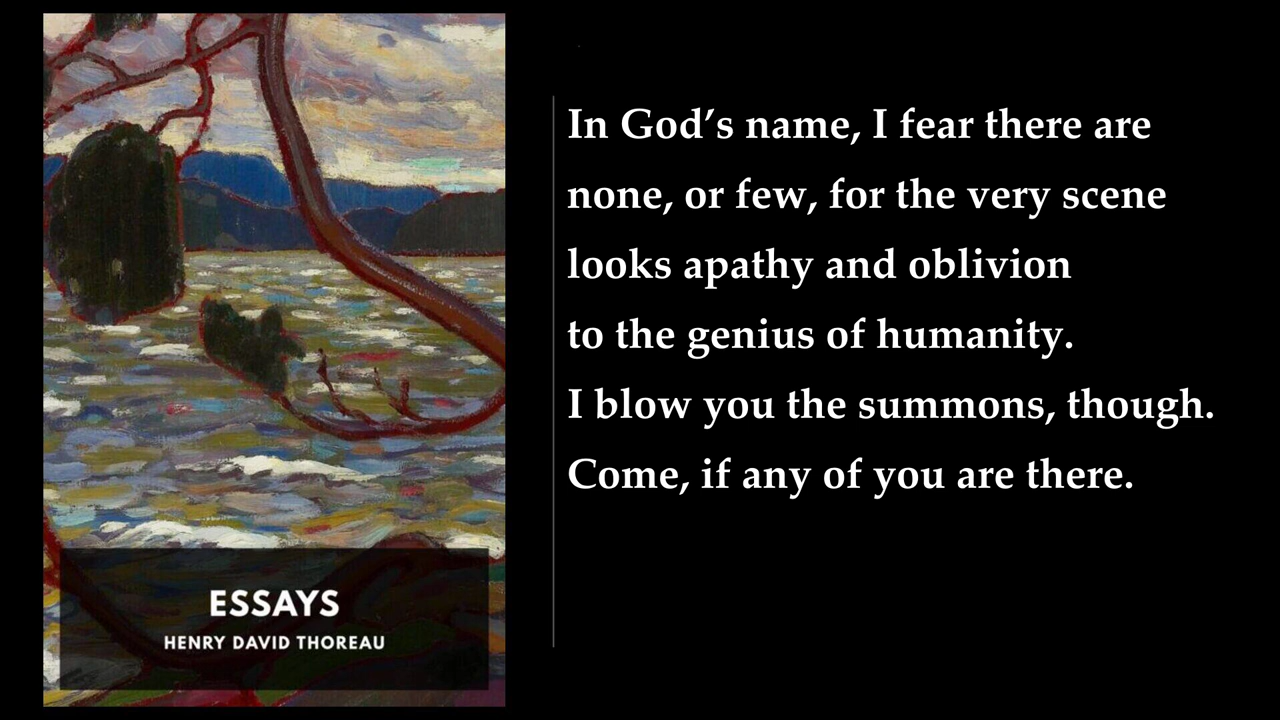 In God’s name, I fear there are
none, or few, for the very scene
looks apathy and oblivion
to the genius of humanity.
I blow you the summons, though.
Come, if any of you are there.
ESSAYS
HENRY DAVID THOREAU